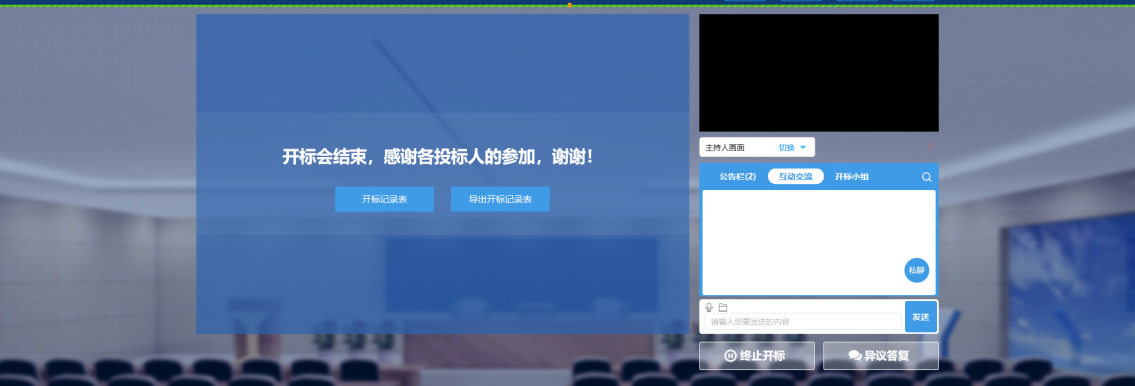 开标会结束，感谢各投标人的参加，谢谢！
开标记录表
导出开标记录表
主持人画面
切换
公告栏(2)
互动交流
开标小组
私聊
请输入您要发送的内容
发送
终止开标
异议答复